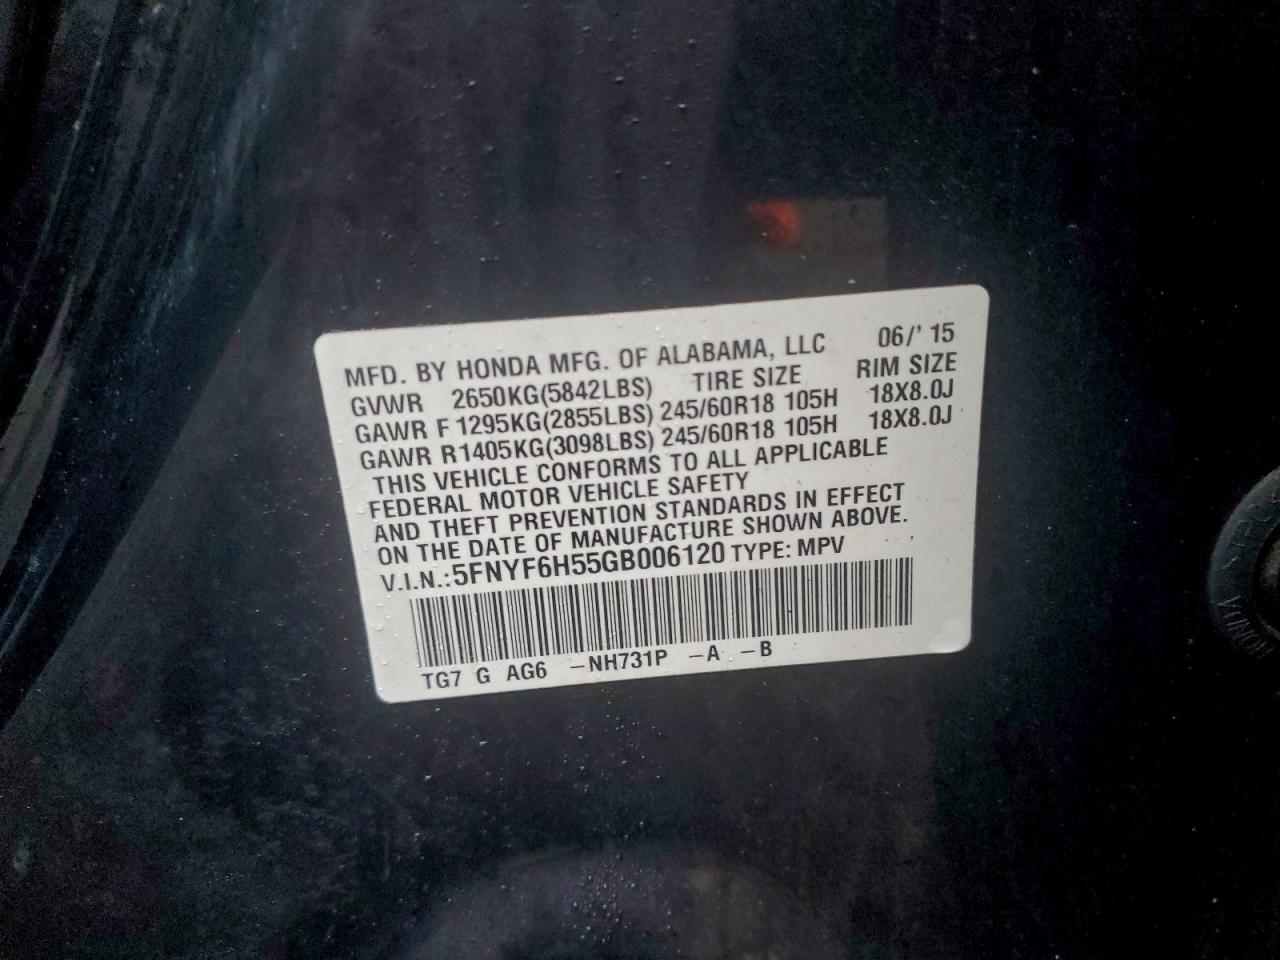 MFD. BY HONDA MFG. OF ALABAMA, LLC 06/' 15
GVWR 2650KG(5842LBS) TIRE SIZE RIM SIZE
GAWR F 1295KG(2855LBS) 245/60R18 105H 18X8.0J
GAWR R1405KG(3098LBS) 245/60R18 105H 18X8.0J
THIS VEHICLE CONFORMS TO ALL APPLICABLE
FEDERAL MOTOR VEHICLE SAFETY
AND THEFT PREVENTION STANDARDS IN EFFECT
ON THE DATE OF MANUFACTURE SHOWN ABOVE.
V.I.N.:5FNYF6H55GB006120 TYPE: MPV
TG7 G AG6 -NH731P -A -B